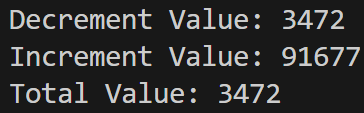 Decrement Value: 3472
Increment Value: 91677
Total Value: 3472